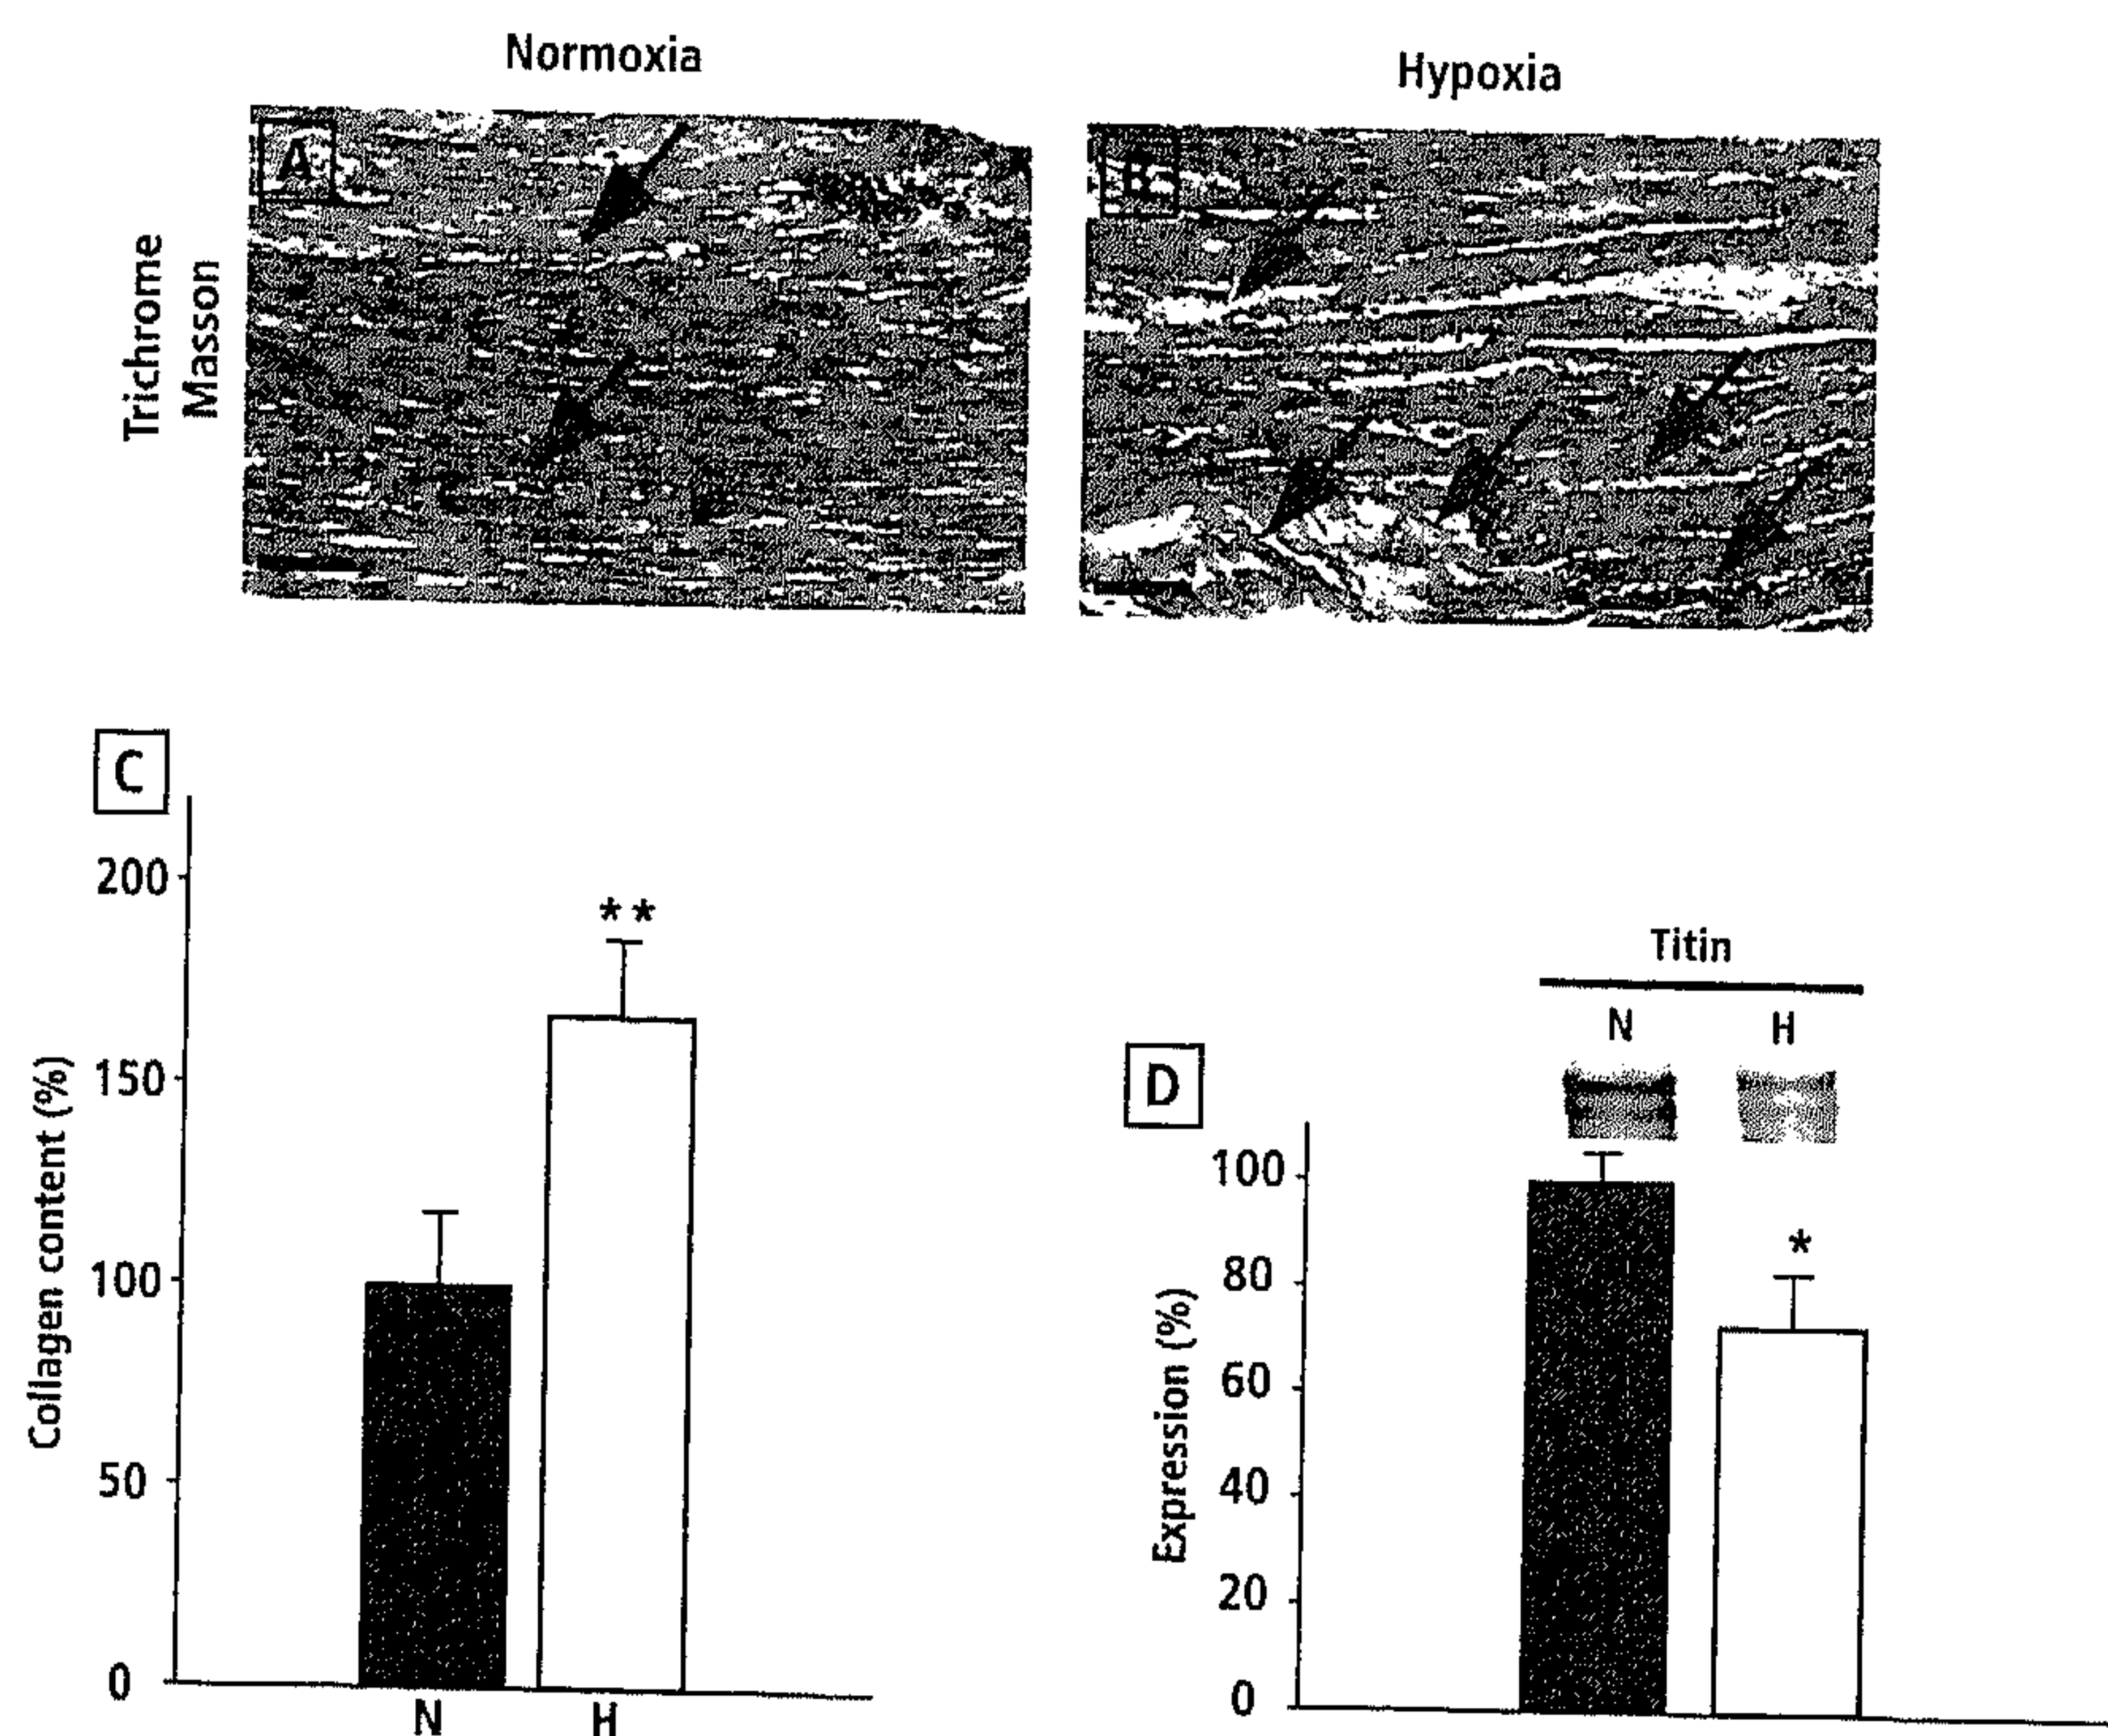 Normoxia
Hypoxia
Trichrome
Masson
A
B
C
200
150
100
50
0
Collagen content (%)
**
N
H
D
Titin
N
H
100
80
60
40
20
0
Expression (%)
*